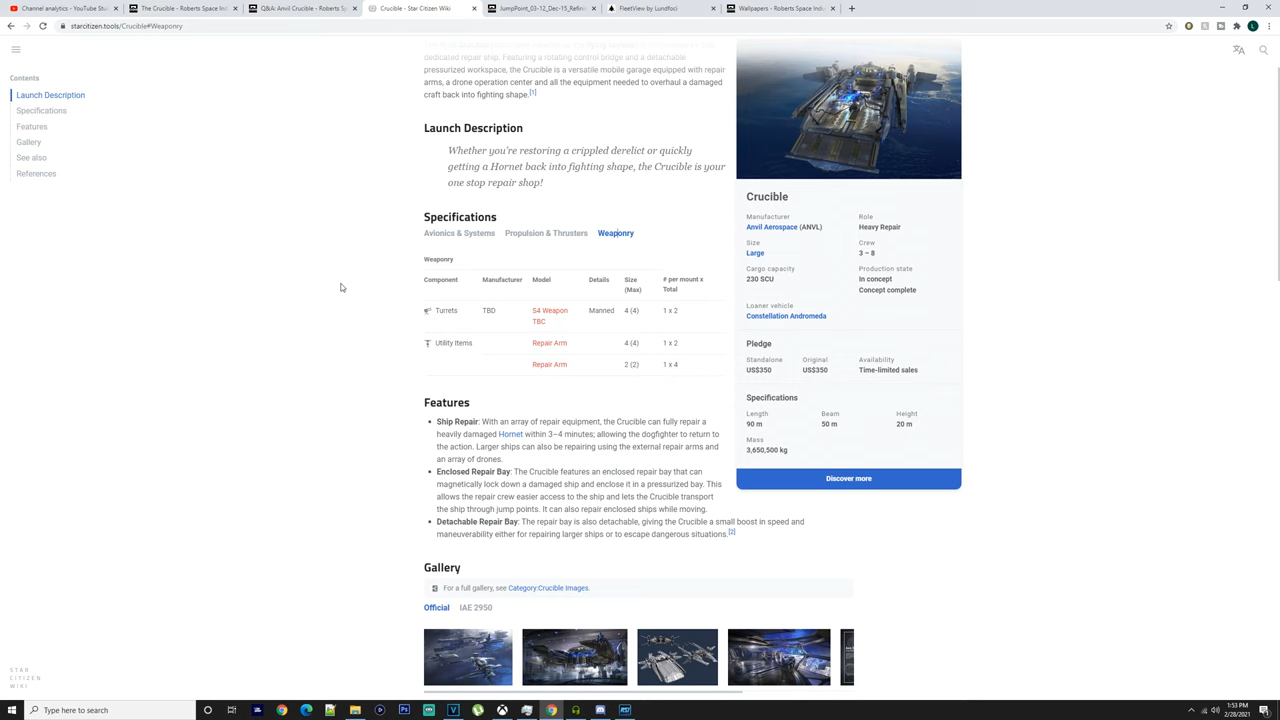 Channel analytics - YouTube Stu
The Crucible - Roberts Space Ind
Q&A: Anvil Crucible - Roberts Sp
Crucible - Star Citizen Wiki
JumpPoint_03-12_Dec-15_Refinin
FleetView by Lundfoci
Wallpapers - Roberts Space Indu
starcitizen.tools/Crucible#Weaponry
Contents
Launch Description
Specifications
Features
Gallery
See also
References
dedicated repair ship. Featuring a rotating control bridge and a detachable
pressurized workspace, the Crucible is a versatile mobile garage equipped with repair
arms, a drone operation center and all the equipment needed to overhaul a damaged
craft back into fighting shape.[1]
Launch Description
Whether you're restoring a crippled derelict or quickly
getting a Hornet back into fighting shape, the Crucible is your
one stop repair shop!
Specifications
Avionics & Systems Propulsion & Thrusters Weaponry
Weaponry
Component Manufacturer Model Details Size (Max) # per mount x Total
Turrets TBD S4 Weapon TBC Manned 4 (4) 1 x 2
Utility Items Repair Arm 4 (4) 1 x 2
Repair Arm 2 (2) 1 x 4
Features
Ship Repair: With an array of repair equipment, the Crucible can fully repair a
heavily damaged Hornet within 3–4 minutes; allowing the dogfighter to return to
the action. Larger ships can also be repairing using the external repair arms and
an array of drones.
Enclosed Repair Bay: The Crucible features an enclosed repair bay that can
magnetically lock down a damaged ship and enclose it in a pressurized bay. This
allows the repair crew easier access to the ship and lets the Crucible transport
the ship through jump points. It can also repair enclosed ships while moving.
Detachable Repair Bay: The repair bay is also detachable, giving the Crucible a small boost in speed and
maneuverability either for repairing larger ships or to escape dangerous situations.[2]
Gallery
For a full gallery, see Category:Crucible Images.
Official IAE 2950
Crucible
Manufacturer Role
Anvil Aerospace (ANVL) Heavy Repair
Size Crew
Large 3 – 8
Cargo capacity Production state
230 SCU In concept
Concept complete
Loaner vehicle
Constellation Andromeda
Pledge
Standalone Original Availability
US$350 US$350 Time-limited sales
Specifications
Length Beam Height
90 m 50 m 20 m
Mass
3,650,500 kg
Discover more
STAR
CITIZEN
WIKI
Type here to search
1:53 PM
2/28/2021